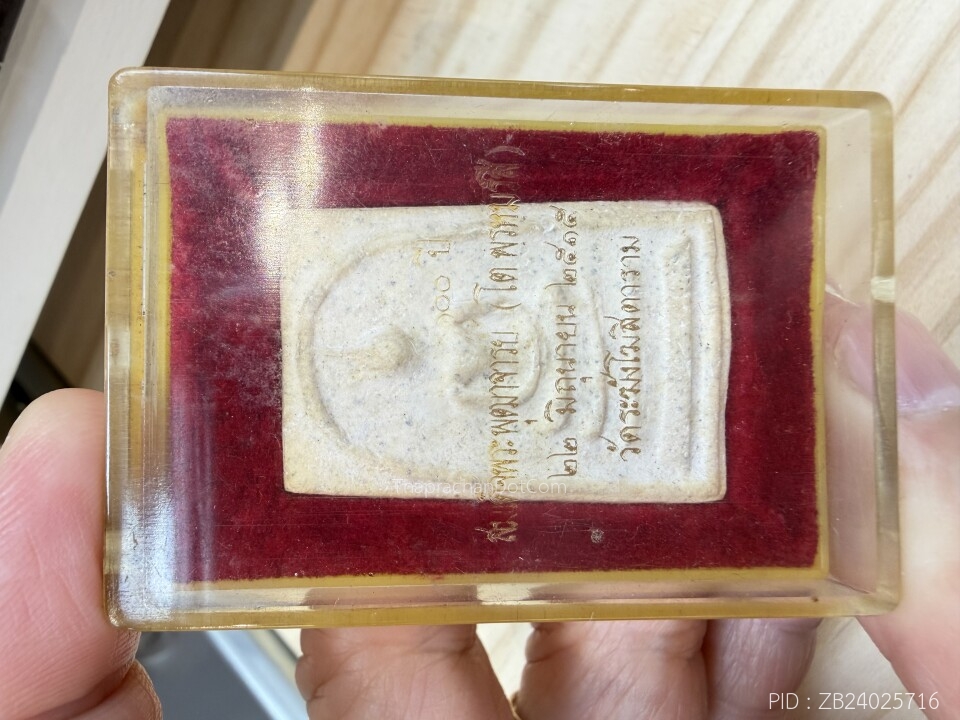 ๑๐๐ ปี
สมเด็จพระพุฒาจารย์ (โต พรหมรังสี)
๒๒ มิถุนายน ๒๕๑๕
วัดระฆังโฆสิตาราม
ThaprachanDotCom
PID : ZB24025716